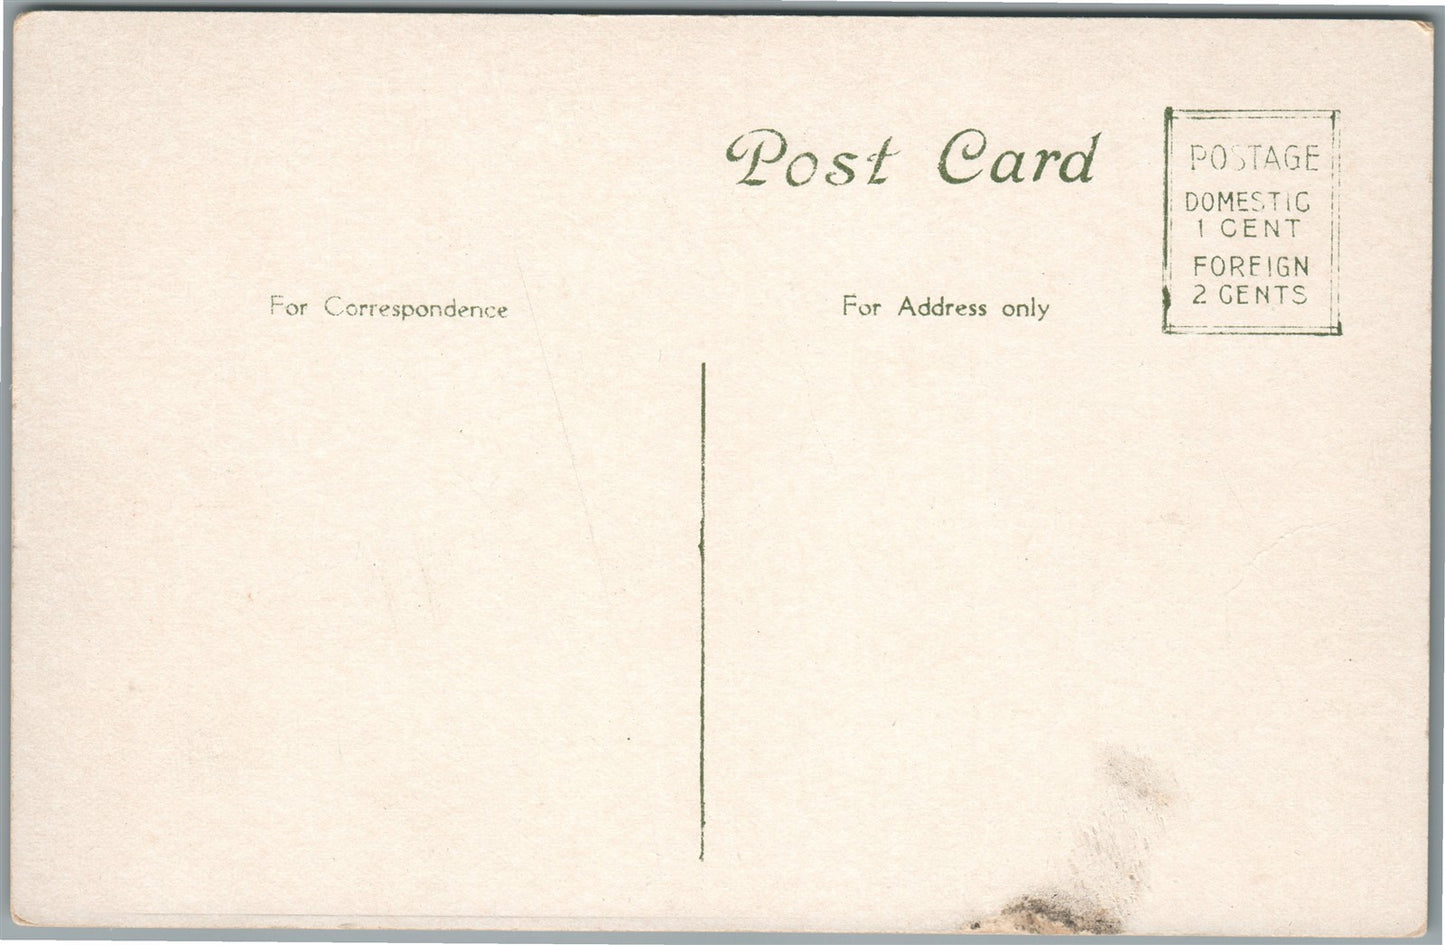 Post Card
POSTAGE
DOMESTIC
1 CENT
FOREIGN
2 CENTS
For Correspondence
For Address only